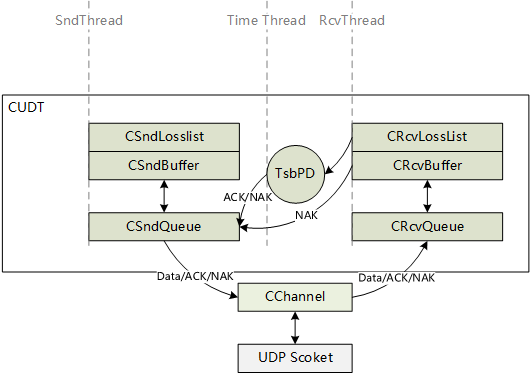 SndThread
Time Thread
RcvThread
CUDT
CSndLosslist
CRcvLossList
CSndBuffer
TsbPD
CRcvBuffer
ACK/NAK
NAK
CSndQueue
CRcvQueue
Data/ACK/NAK
Data/ACK/NAK
CChannel
UDP Scoket